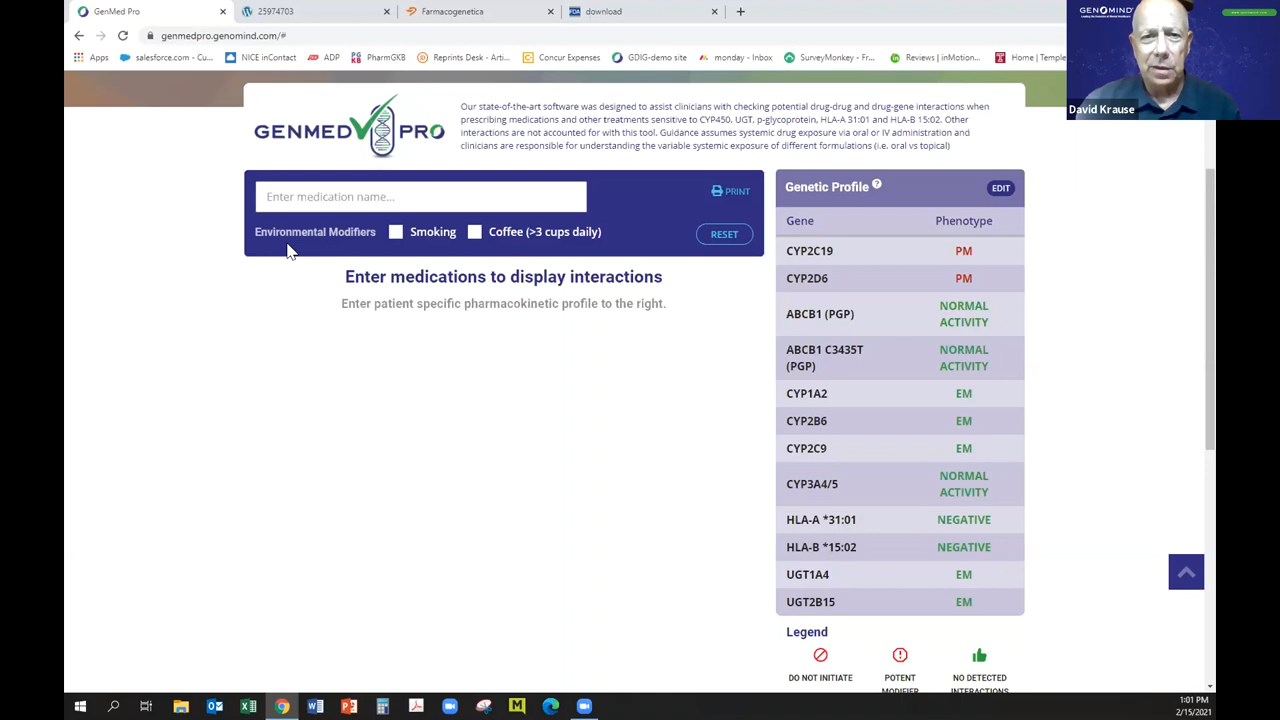 GenMed Pro
25974703
Farmacogenetica
FDA
download
genmedpro.genomind.com/#
Apps
salesforce.com - Cu...
NICE inContact
ADP
PharmGKB
Reprints Desk - Arti...
Concur Expenses
GDIG-demo site
monday - Inbox
SurveyMonkey - Fr...
Reviews | inMotion...
Home | Temple
GENOMIND
David Krause
GENMED PRO
Our state-of-the-art software was designed to assist clinicians with checking potential drug-drug and drug-gene interactions when
prescribing medications and other treatments sensitive to CYP450, UGT, p-glycoprotein, HLA-A 31:01 and HLA-B 15:02. Other
interactions are not accounted for with this tool. Guidance assumes systemic drug exposure via oral or IV administration and
clinicians are responsible for understanding the variable systemic exposure of different formulations (i.e. oral vs topical)
Enter medication name...
PRINT
Environmental Modifiers
Smoking
Coffee (>3 cups daily)
RESET
Enter medications to display interactions
Enter patient specific pharmacokinetic profile to the right.
Genetic Profile ?
EDIT
Gene Phenotype
CYP2C19 PM
CYP2D6 PM
ABCB1 (PGP) NORMAL
ACTIVITY
ABCB1 C3435T
(PGP) NORMAL
ACTIVITY
CYP1A2 EM
CYP2B6 EM
CYP2C9 EM
CYP3A4/5 NORMAL
ACTIVITY
HLA-A *31:01 NEGATIVE
HLA-B *15:02 NEGATIVE
UGT1A4 EM
UGT2B15 EM
Legend
DO NOT INITIATE
POTENT
MODIFIER
NO DETECTED
INTERACTIONS
1:01 PM
2/15/2021